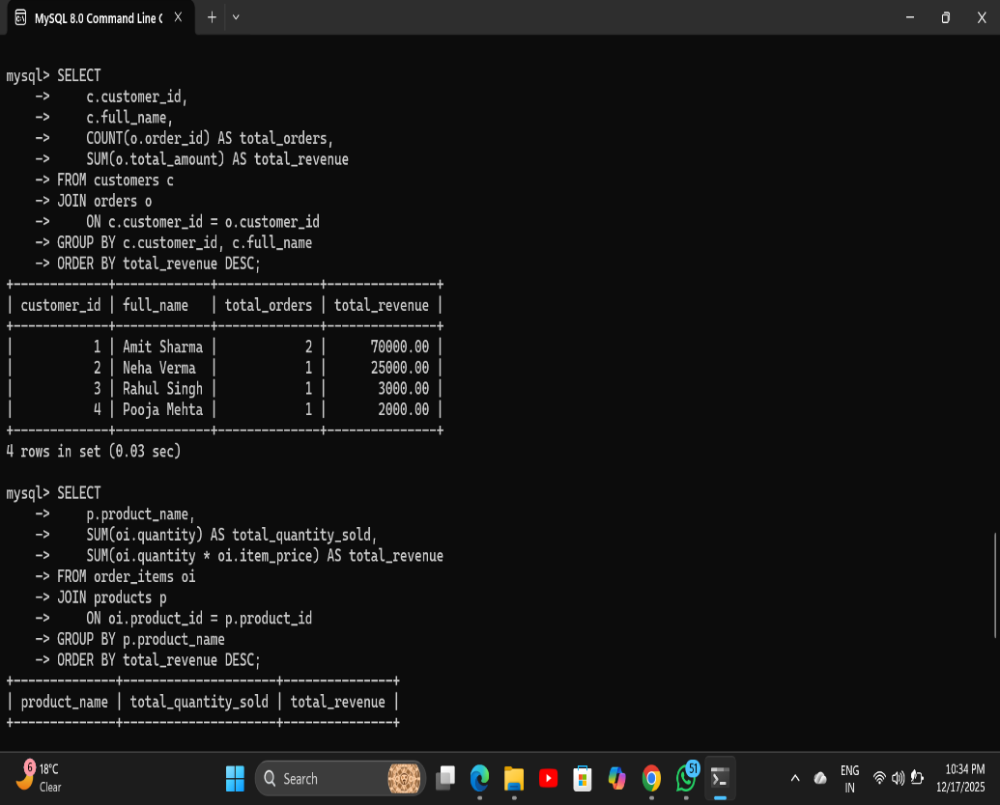 MySQL 8.0 Command Line C
mysql> SELECT
    ->     c.customer_id,
    ->     c.full_name,
    ->     COUNT(o.order_id) AS total_orders,
    ->     SUM(o.total_amount) AS total_revenue
    -> FROM customers c
    -> JOIN orders o
    ->     ON c.customer_id = o.customer_id
    -> GROUP BY c.customer_id, c.full_name
    -> ORDER BY total_revenue DESC;
+-------------+-------------+--------------+---------------+
| customer_id | full_name   | total_orders | total_revenue |
+-------------+-------------+--------------+---------------+
|           1 | Amit Sharma |            2 |      70000.00 |
|           2 | Neha Verma  |            1 |      25000.00 |
|           3 | Rahul Singh |            1 |       3000.00 |
|           4 | Pooja Mehta |            1 |       2000.00 |
+-------------+-------------+--------------+---------------+
4 rows in set (0.03 sec)
mysql> SELECT
    ->     p.product_name,
    ->     SUM(oi.quantity) AS total_quantity_sold,
    ->     SUM(oi.quantity * oi.item_price) AS total_revenue
    -> FROM order_items oi
    -> JOIN products p
    ->     ON oi.product_id = p.product_id
    -> GROUP BY p.product_name
    -> ORDER BY total_revenue DESC;
+--------------+---------------------+---------------+
| product_name | total_quantity_sold | total_revenue |
+--------------+---------------------+---------------+
6
18°C
Clear
Search
51
ENG
IN
10:34 PM
12/17/2025